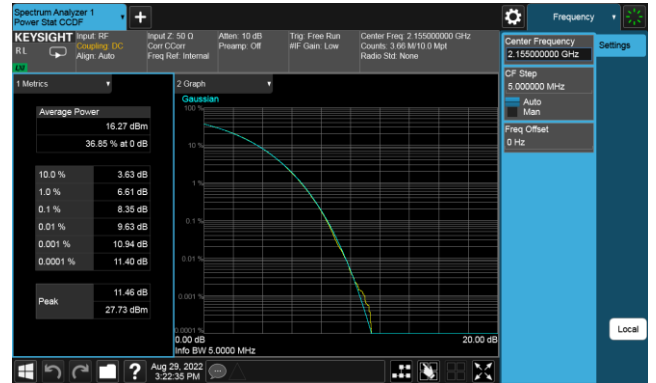 Spectrum Analyzer 1
Power Stat CCDF
Frequency
KEYSIGHT
Input: RF
Coupling: DC
Align: Auto
RL
LXI
Input Z: 50 Ω
Corr CCorr
Freq Ref: Internal
Atten: 10 dB
Preamp: Off
Trig: Free Run
#IF Gain: Low
Center Freq: 2.155000000 GHz
Counts: 3.66 M/10.0 Mpt
Radio Std: None
Center Frequency
2.155000000 GHz
Settings
CF Step
5.000000 MHz
Auto
Man
Freq Offset
0 Hz
1 Metrics
Average Power
16.27 dBm
36.85 % at 0 dB
10.0 % 3.63 dB
1.0 % 6.61 dB
0.1 % 8.35 dB
0.01 % 9.63 dB
0.001 % 10.94 dB
0.0001 % 11.40 dB
Peak
11.46 dB
27.73 dBm
2 Graph
Gaussian
100 %
10 %
1 %
0.1 %
0.01 %
0.001 %
0.0001 %
0.00 dB
20.00 dB
Info BW 5.0000 MHz
Local
?
Aug 29, 2022
3:22:35 PM